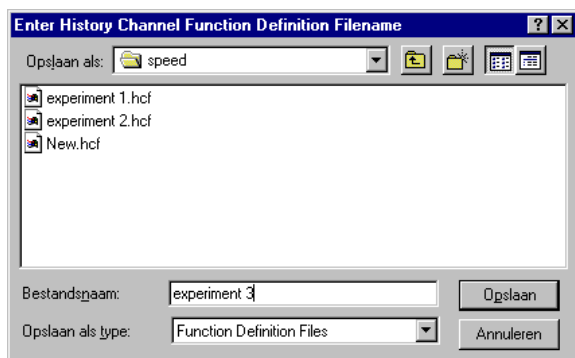 Enter History Channel Function Definition Filename
Opslaan als: speed
experiment 1.hcf
experiment 2.hcf
New.hcf
Bestandsnaam: experiment 3 Opslaan
Opslaan als type: Function Definition Files Annuleren